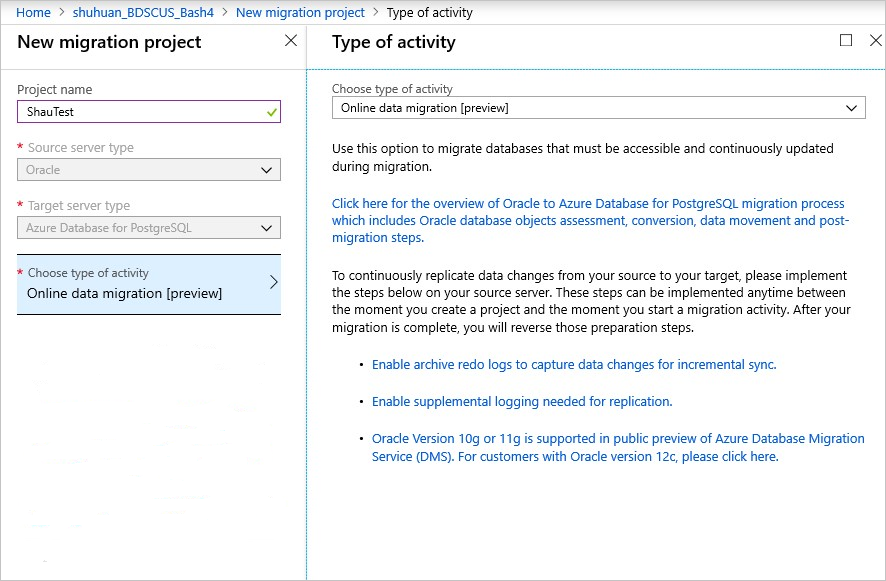 Home > shuhuan_BDSCUS_Bash4 > New migration project > Type of activity
New migration project
Project name
ShauTest
* Source server type
Oracle
* Target server type
Azure Database for PostgreSQL
* Choose type of activity
Online data migration [preview]
Type of activity
Choose type of activity
Online data migration [preview]
Use this option to migrate databases that must be accessible and continuously updated
during migration.
Click here for the overview of Oracle to Azure Database for PostgreSQL migration process
which includes Oracle database objects assessment, conversion, data movement and post-
migration steps.
To continuously replicate data changes from your source to your target, please implement
the steps below on your source server. These steps can be implemented anytime between
the moment you create a project and the moment you start a migration activity. After your
migration is complete, you will reverse those preparation steps.
• Enable archive redo logs to capture data changes for incremental sync.
• Enable supplemental logging needed for replication.
• Oracle Version 10g or 11g is supported in public preview of Azure Database Migration
Service (DMS). For customers with Oracle version 12c, please click here.